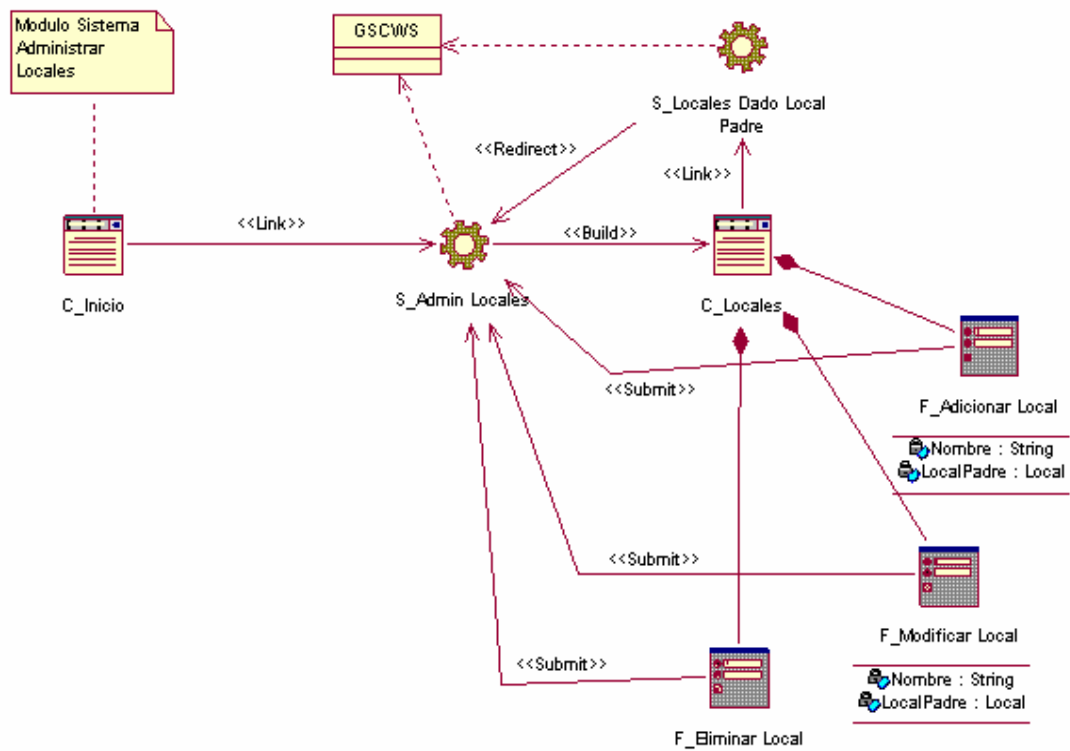 Modulo Sistema
Administrar
Locales
GSCWS
S_Locales Dado Local
Padre
<<Redirect>>
<<Link>>
<<Link>>
<<Build>>
C_Inicio
S_Admin Locales
C_Locales
<<Submit>>
F_Adicionar Local
Nombre : String
LocalPadre : Local
<<Submit>>
F_Modificar Local
<<Submit>>
Nombre : String
LocalPadre : Local
F_Eliminar Local